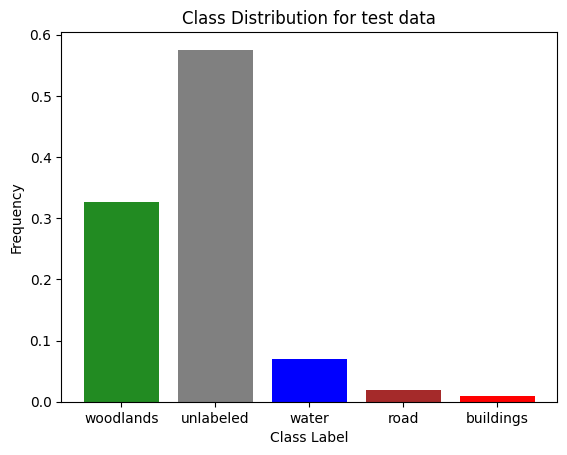 Class Distribution for test data
0.6
0.5
0.4
0.3
0.2
0.1
0.0
Frequency
woodlands unlabeled water road buildings
Class Label